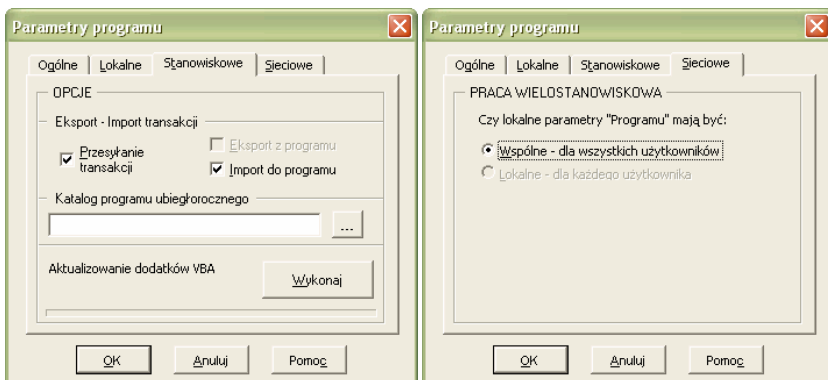 Parametry programu
Ogólne
Lokalne
Stanowiskowe
Sieciowe
OPCJE
Eksport - Import transakcji
Przesyłanie
transakcji
Eksport z programu
Import do programu
Katalog programu ubiegłorocznego
...
Aktualizowanie dodatków VBA
Wykonaj
OK
Anuluj
Pomoc
Parametry programu
Ogólne
Lokalne
Stanowiskowe
Sieciowe
PRACA WIELOSTANOWISKOWA
Czy lokalne parametry "Programu" mają być:
Wspólne - dla wszystkich użytkowników
Lokalne - dla każdego użytkownika
OK
Anuluj
Pomoc